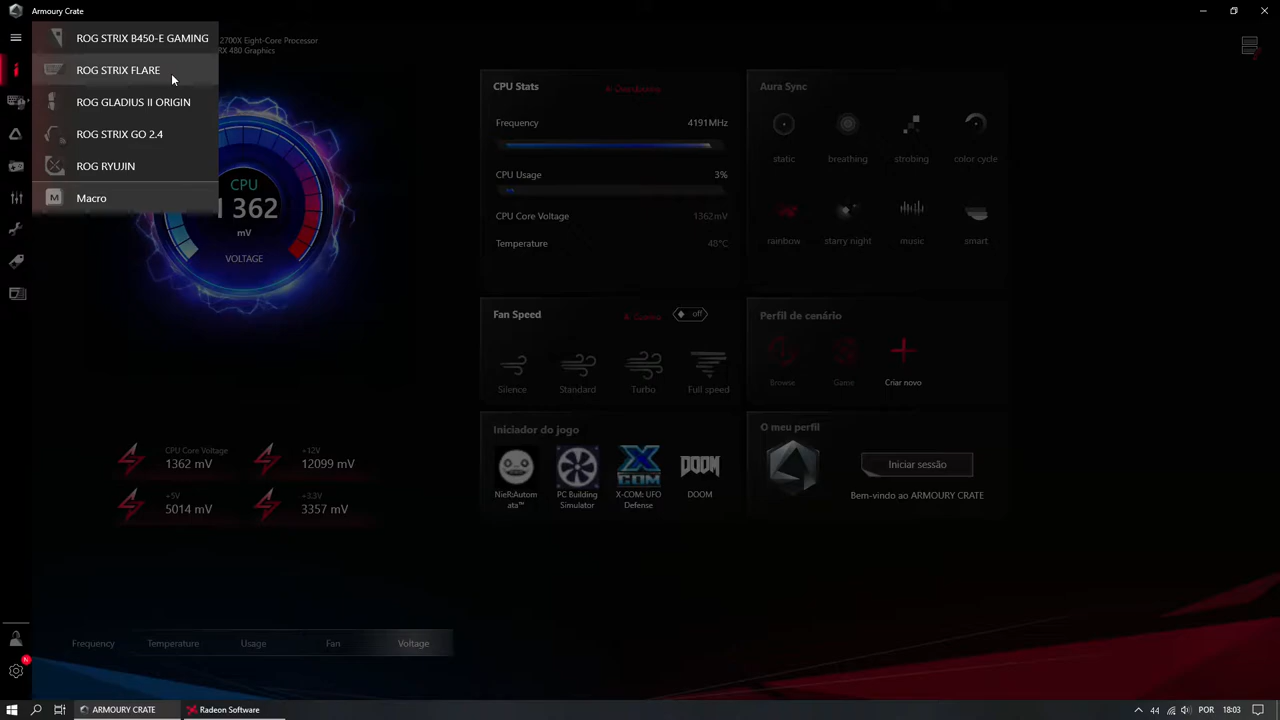 Armoury Crate
ROG STRIX B450-E GAMING
2700X Eight-Core Processor
RX 480 Graphics
ROG STRIX FLARE
ROG GLADIUS II ORIGIN
ROG STRIX GO 2.4
ROG RYUJIN
M Macro
CPU
1362
mV
VOLTAGE
CPU Core Voltage
1362 mV
+12V
12099 mV
+5V
5014 mV
+3.3V
3357 mV
Frequency
Temperature
Usage
Fan
Voltage
CPU Stats
Frequency
4191MHz
CPU Usage
3%
CPU Core Voltage
1362mV
Temperature
48°C
Aura Sync
static
breathing
strobing
color cycle
rainbow
starry night
music
smart
Fan Speed
off
Silence
Standard
Turbo
Full speed
Perfil de cenário
Browse
Game
Criar novo
Iniciador do jogo
NieR:Autom
ata™
PC Building
Simulator
X-COM: UFO
Defense
DOOM
DOOM
X
COM
O meu perfil
Iniciar sessão
Bem-vindo ao ARMOURY CRATE
N
ARMOURY CRATE
Radeon Software
44
POR
18:03